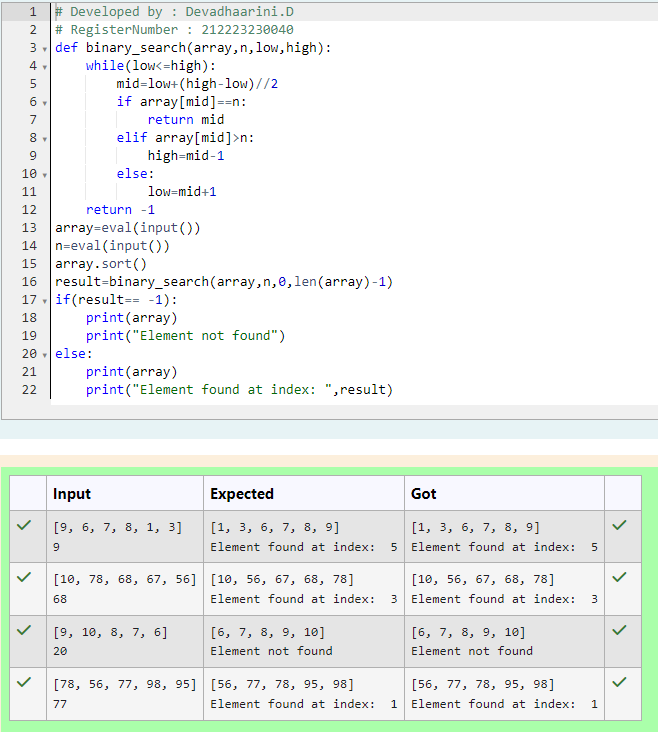 1 # Developed by : Devadhaarini.D
2 # RegisterNumber : 212223230040
3 def binary_search(array,n,low,high):
4     while(low<=high):
5         mid=low+(high-low)//2
6         if array[mid]==n:
7             return mid
8         elif array[mid]>n:
9             high=mid-1
10         else:
11             low=mid+1
12     return -1
13 array=eval(input())
14 n=eval(input())
15 array.sort()
16 result=binary_search(array,n,0,len(array)-1)
17 if(result== -1):
18     print(array)
19     print("Element not found")
20 else:
21     print(array)
22     print("Element found at index: ",result)
Input Expected Got
[9, 6, 7, 8, 1, 3] [1, 3, 6, 7, 8, 9] [1, 3, 6, 7, 8, 9]
9 Element found at index:  5 Element found at index:  5
[10, 78, 68, 67, 56] [10, 56, 67, 68, 78] [10, 56, 67, 68, 78]
68 Element found at index:  3 Element found at index:  3
[9, 10, 8, 7, 6] [6, 7, 8, 9, 10] [6, 7, 8, 9, 10]
20 Element not found Element not found
[78, 56, 77, 98, 95] [56, 77, 78, 95, 98] [56, 77, 78, 95, 98]
77 Element found at index:  1 Element found at index:  1